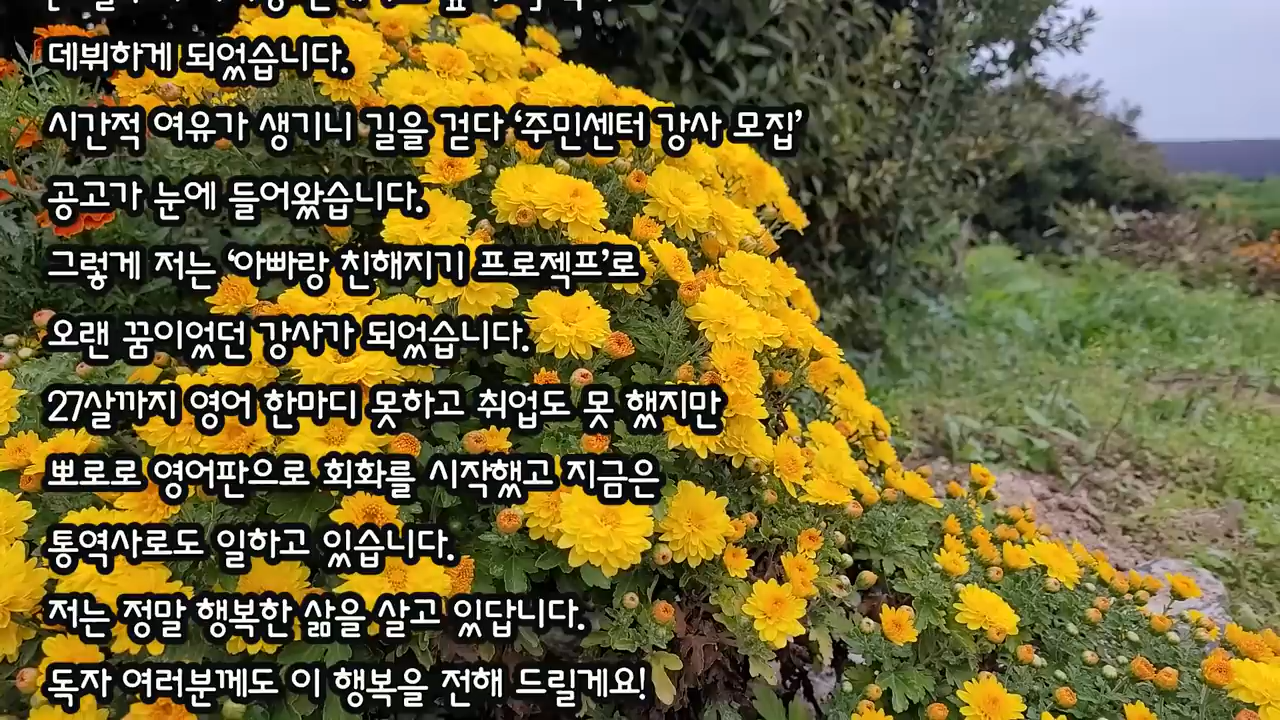 데뷔하게 되었습니다.
시간적 여유가 생기니 길을 걷다 ‘주민센터 강사 모집’
공고가 눈에 들어왔습니다.
그렇게 저는 ‘아빠랑 친해지기 프로젝프’로
오랜 꿈이었던 강사가 되었습니다.
27살까지 영어 한마디 못하고 취업도 못 했지만
뽀로로 영어판으로 회화를 시작했고 지금은
통역사로도 일하고 있습니다.
저는 정말 행복한 삶을 살고 있답니다.
독자 여러분께도 이 행복을 전해 드릴게요!